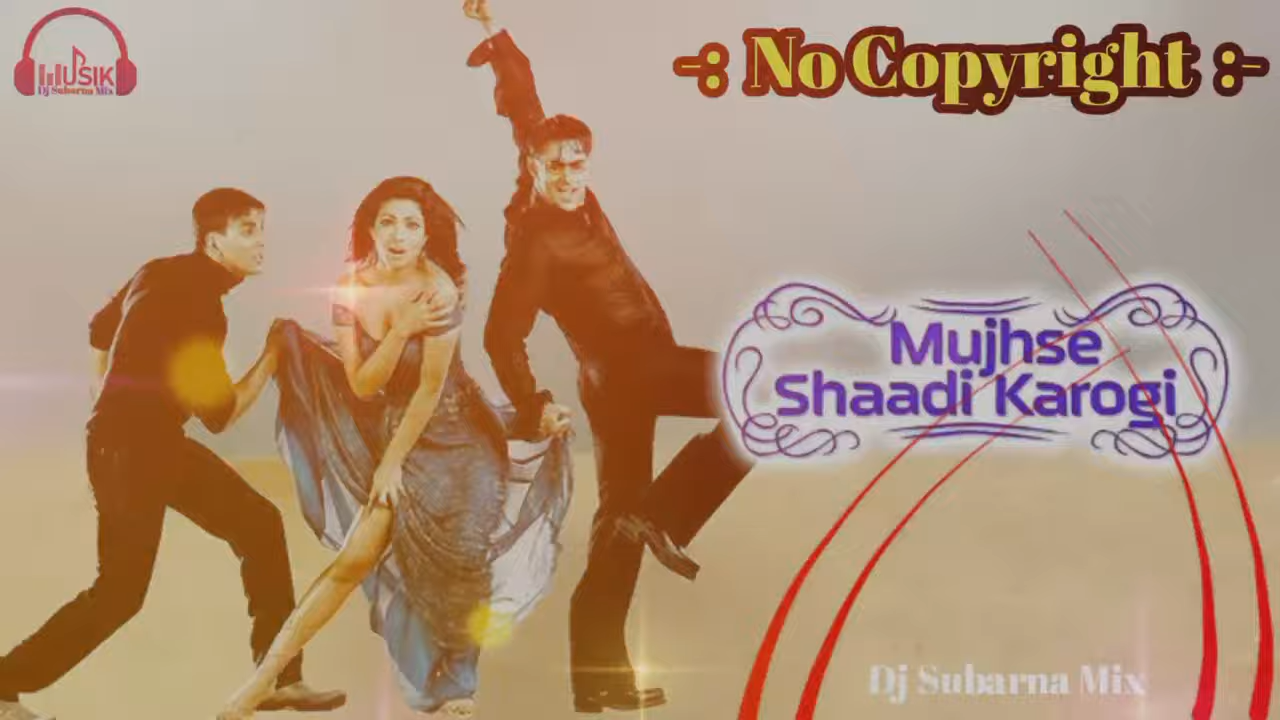 MUSIK
Dj Subarna Mix
-: No Copyright :-
Mujhse
Shaadi Karogi
Dj Subarna Mix